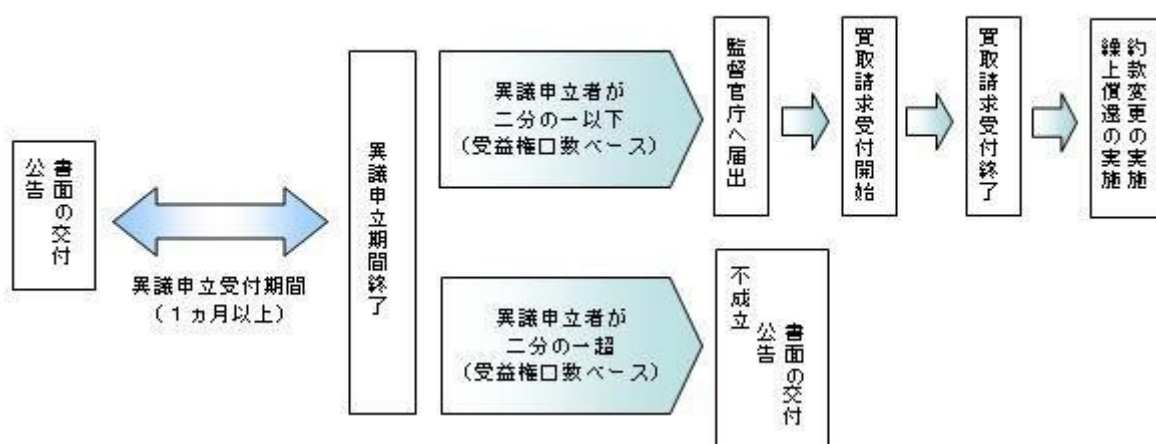 書面の交付
公告
異議申立受付期間
(1ヵ月以上)
異議申立期間終了
異議申立者が
二分の一以下
(受益権口数ベース)
監督官庁へ届出
買取請求受付開始
買取請求受付終了
約款変更の実施
繰上償還の実施
異議申立者が
二分の一超
(受益権口数ベース)
不成立
書面の交付
公告